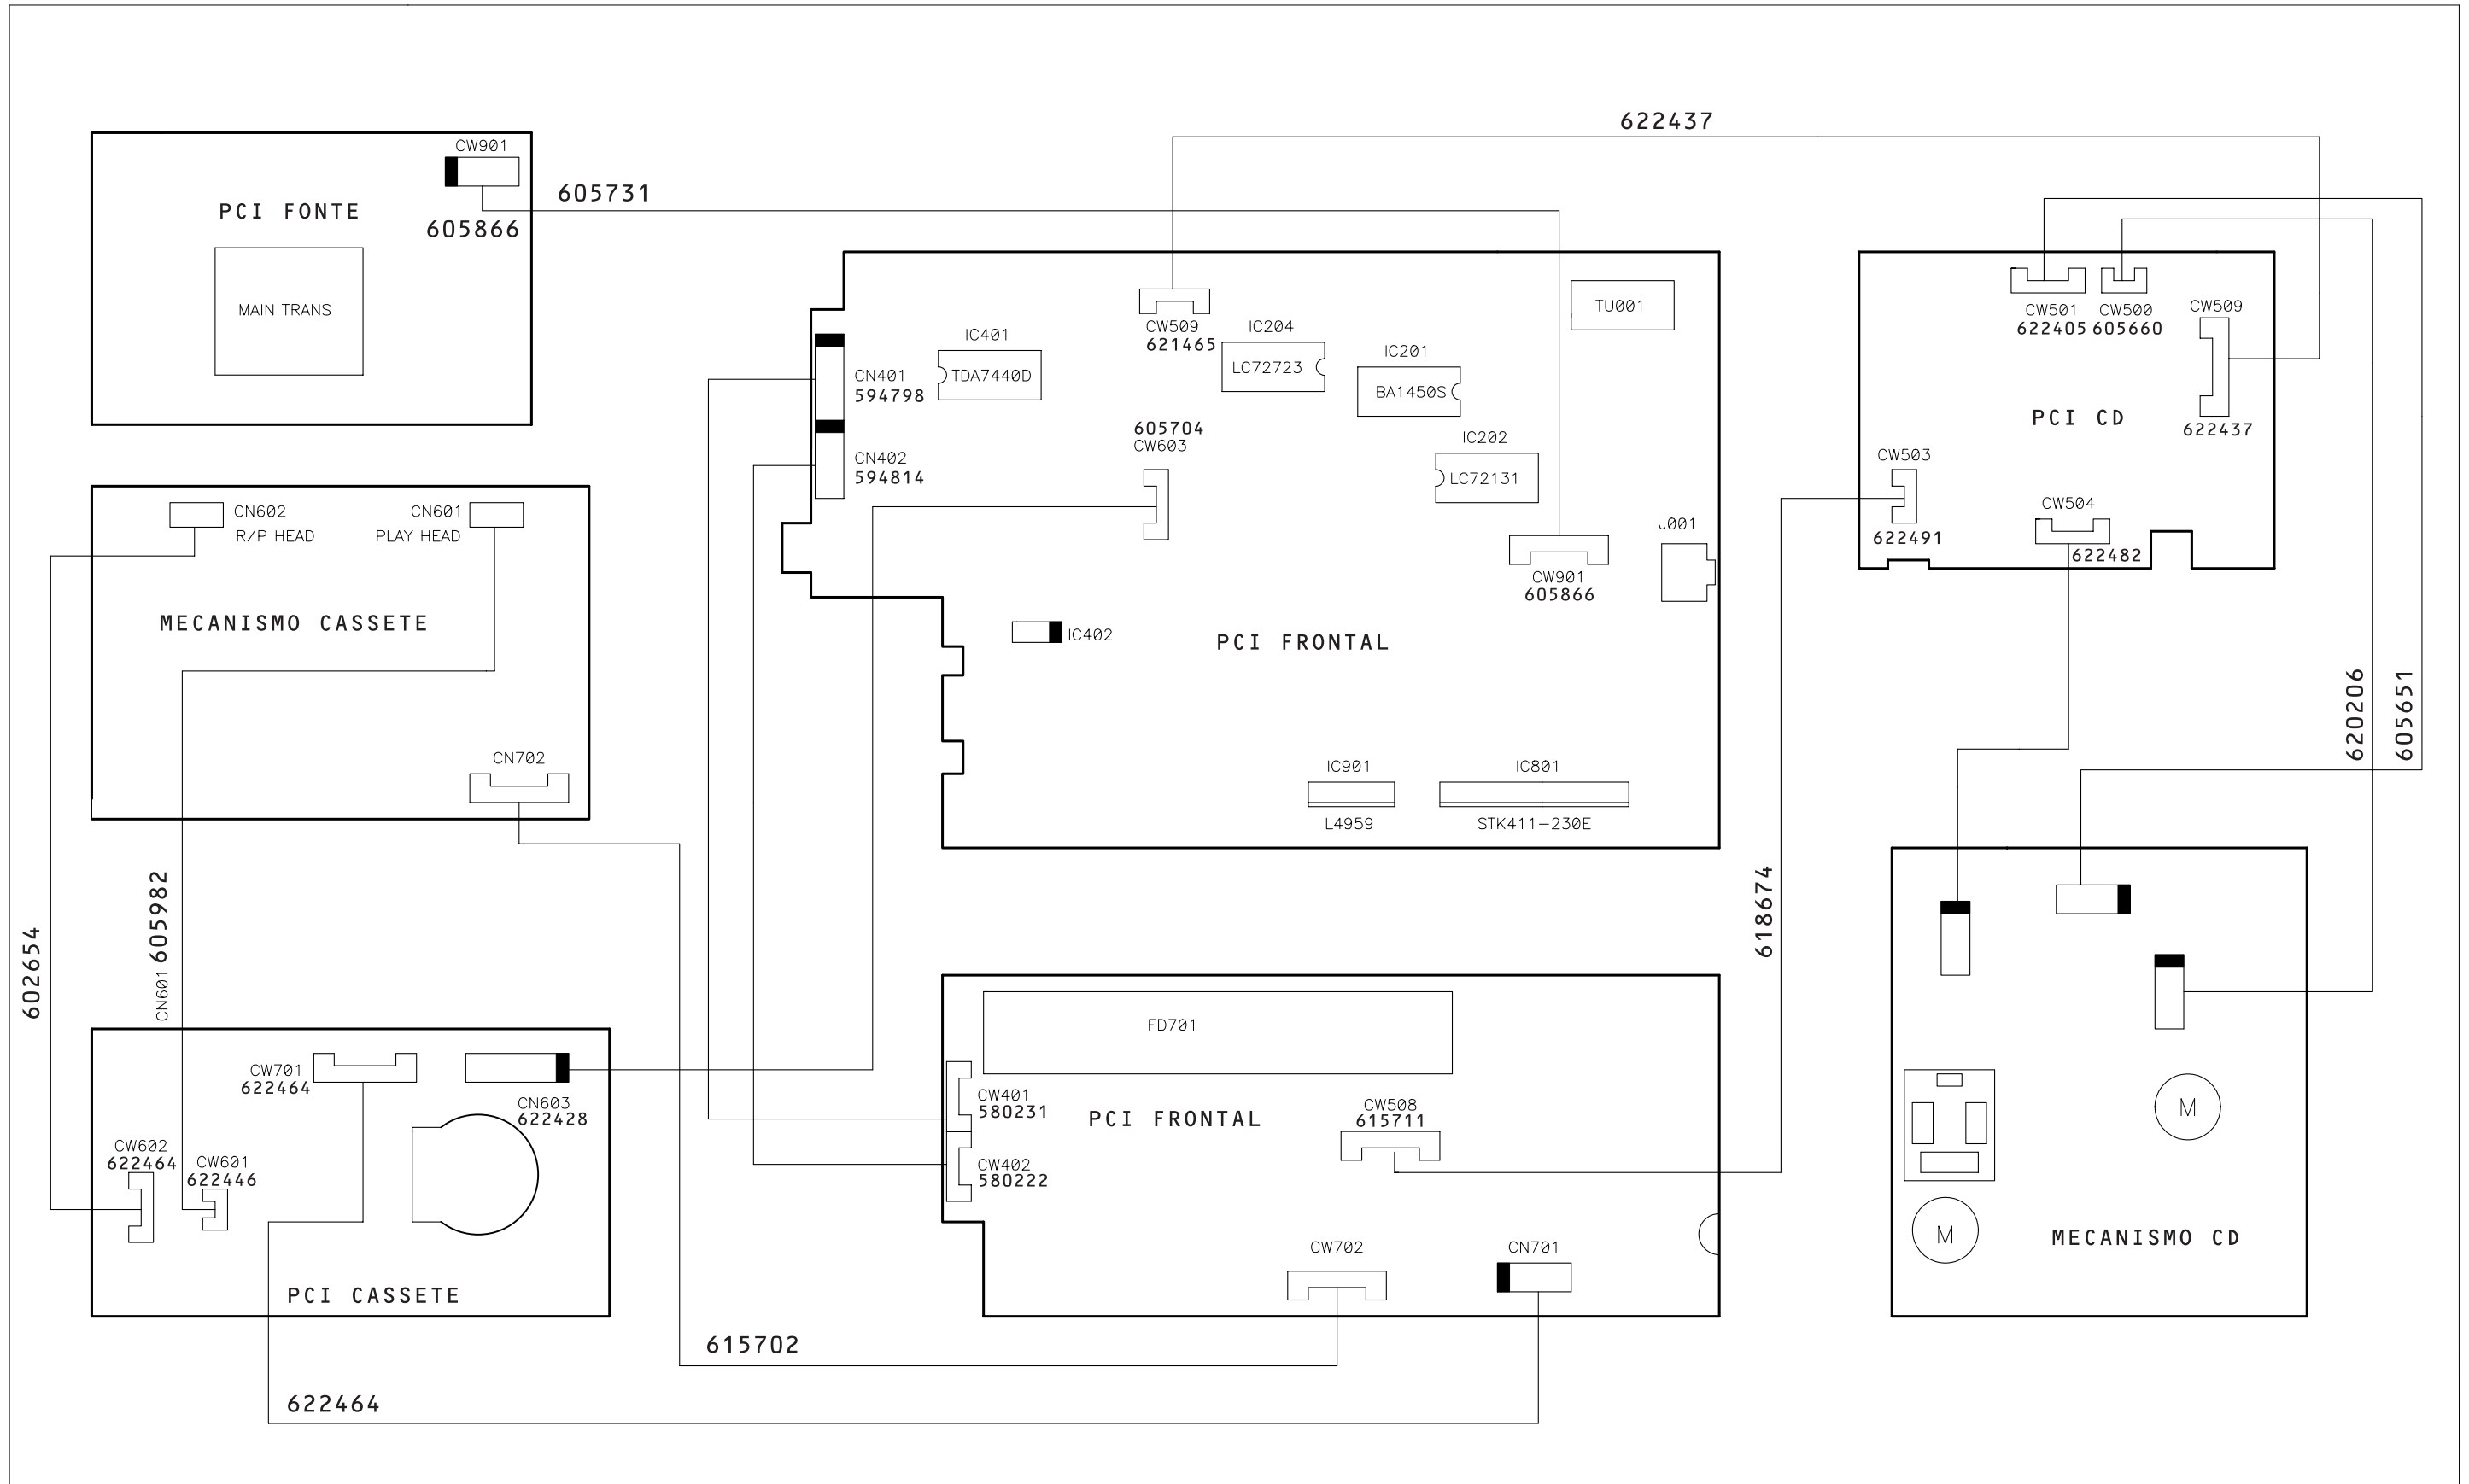 622437
CW901
605731
PCI FONTE
605866
MAIN TRANS
TU001
CW509
621465
IC204
LC72723
IC401
TDA7440D
IC201
BA1450S
CN401
594798
605704
CW603
IC202
LC72131
CN402
594814
J001
CW901
605866
IC402
PCI FRONTAL
IC901
L4959
IC801
STK411-230E
CW501
622405
CW500
605660
CW509
622437
PCI CD
CW503
622491
CW504
622482
620206
605651
CN602
R/P HEAD
CN601
PLAY HEAD
MECANISMO CASSETE
CN702
602654
CN601 605982
618674
CW701
622464
CN603
622428
CW602
622464
CW601
622446
PCI CASSETE
FD701
CW401
580231
PCI FRONTAL
CW508
615711
CW402
580222
CW702
CN701
M
M
MECANISMO CD
615702
622464